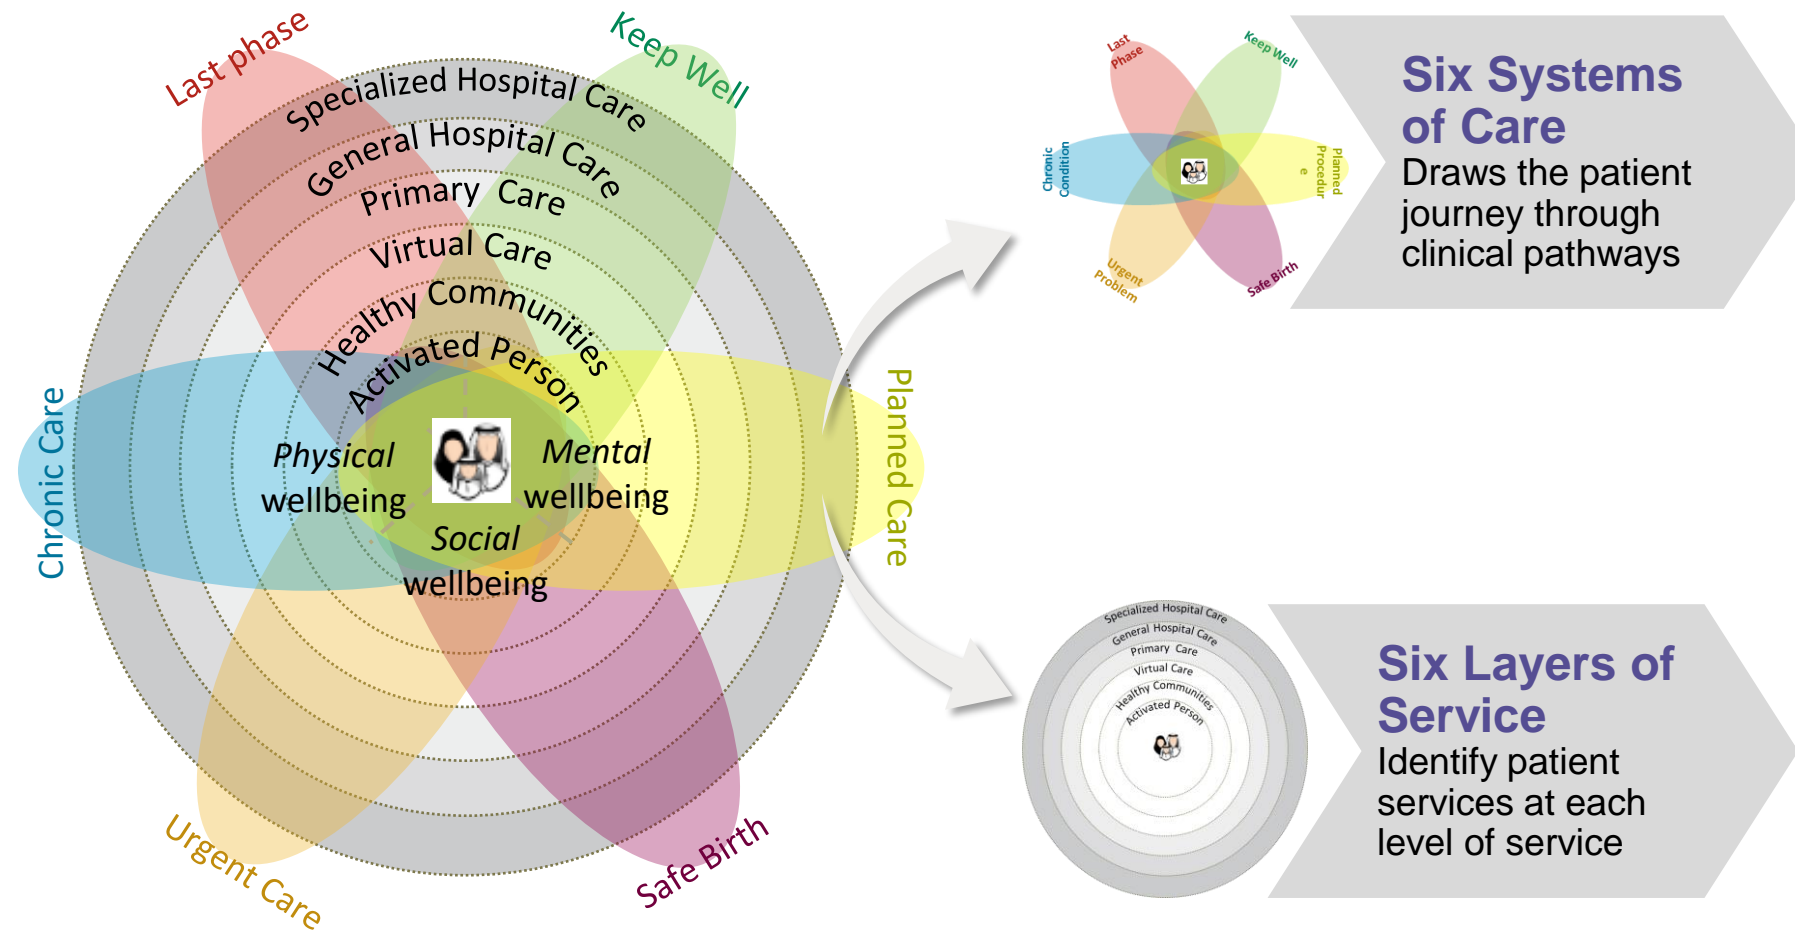 Last phase
Keep Well
Specialized Hospital Care
General Hospital Care
Primary Care
Virtual Care
Healthy Communities
Activated Person
Chronic Care
Physical
wellbeing
Mental
wellbeing
Social
wellbeing
Planned Care
Urgent Care
Safe Birth
Last
Phase
Keep Well
Chronic
Condition
Planned
Procedur
e
Urgent
Problem
Safe Birth
Six Systems
of Care
Draws the patient
journey through
clinical pathways
Specialized Hospital Care
General Hospital Care
Primary Care
Virtual Care
Healthy Communities
Activated Person
Six Layers of
Service
Identify patient
services at each
level of service